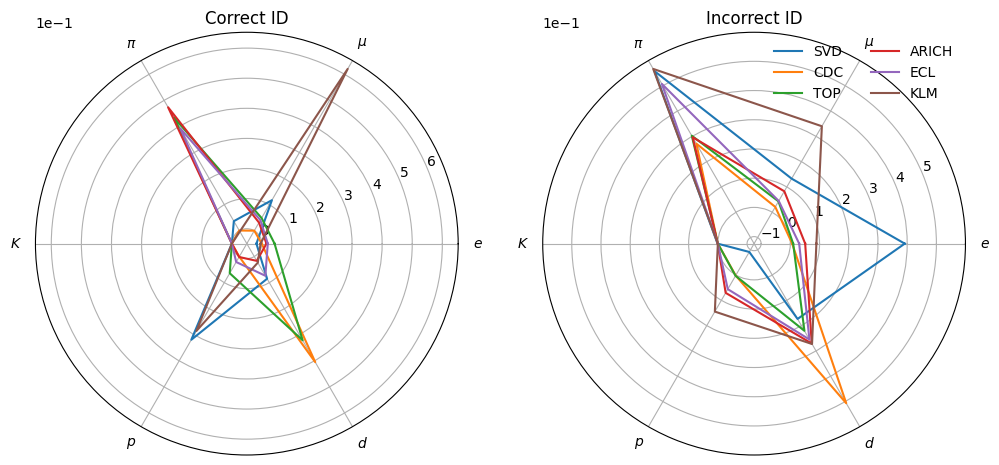 Correct ID
1e−1
π
μ
6
5
4
3
2
1
K
e
p
d
Incorrect ID
1e−1
π
μ
SVD
CDC
TOP
ARICH
ECL
KLM
5
4
3
2
1
0
−1
K
e
p
d